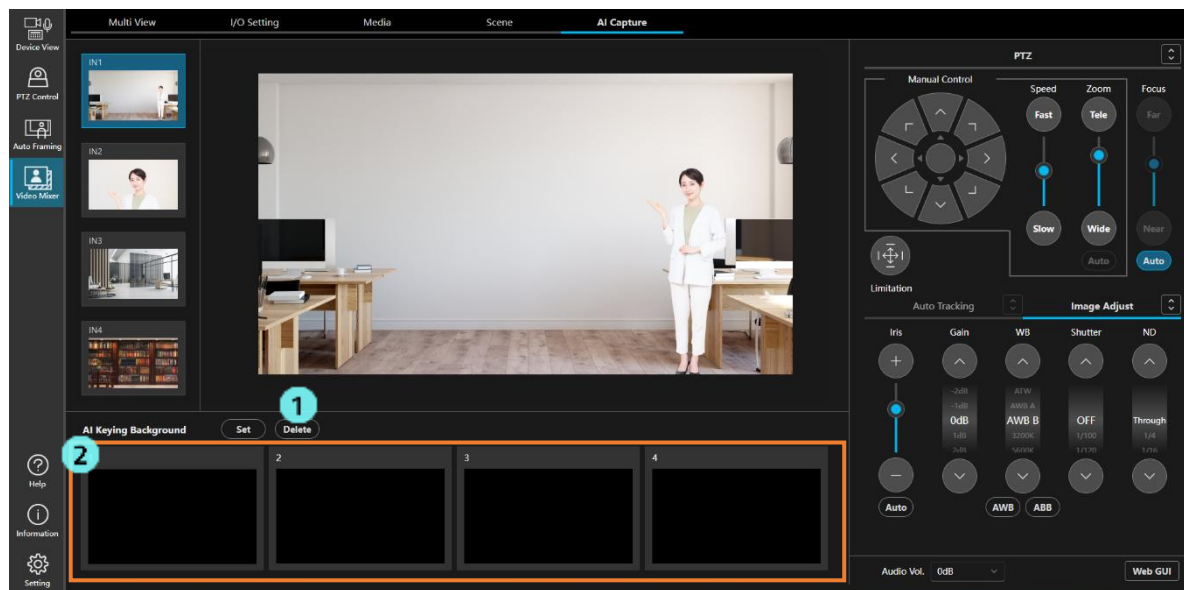 Multi View
I/O Setting
Media
Scene
AI Capture
Device View
PTZ Control
Auto Framing
Video Mixer
Help
Information
Setting
IN1
IN2
IN3
IN4
1
AI Keying Background
Set
Delete
2
2
3
4
PTZ
Manual Control
Speed
Zoom
Focus
Fast
Tele
Far
Slow
Wide
Near
Auto
Auto
Limitation
Auto Tracking
Image Adjust
Iris
Gain
WB
Shutter
ND
-2dB
ATW
-1dB
AWB A
0dB
AWB B
OFF
Through
1dB
3200K
1/100
1/4
2dB
5600K
1/120
1/16
Auto
AWB
ABB
Audio Vol.
0dB
Web GUI